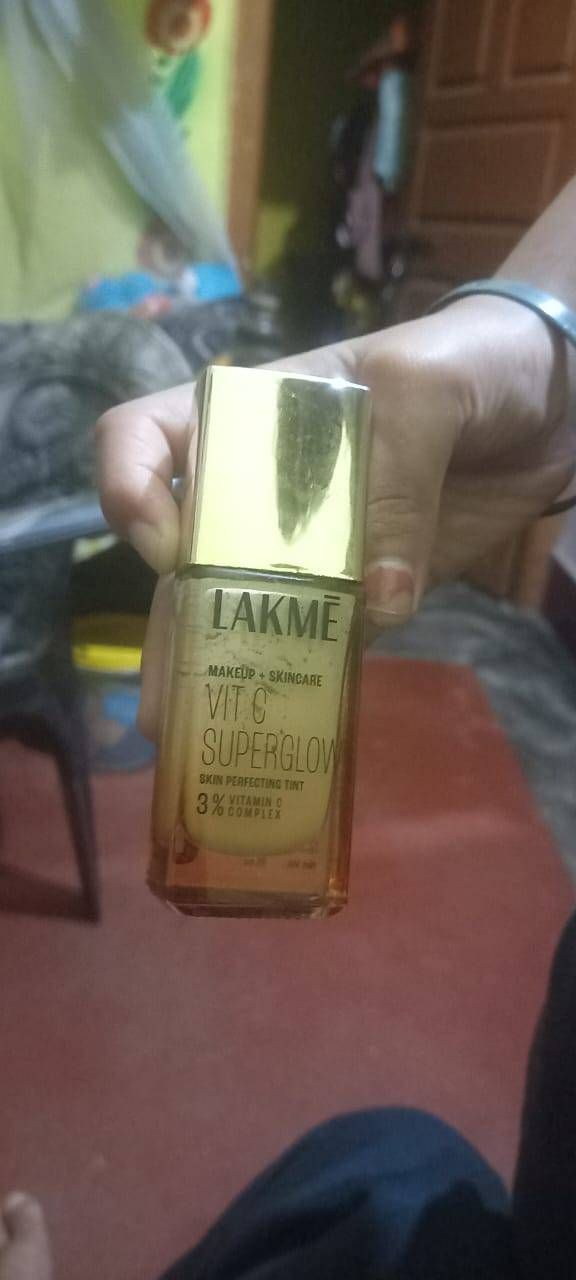 LAKMĒ
MAKEUP + SKINCARE
VIT C
SUPERGLOW
SKIN PERFECTING TINT
3% VITAMIN C
COMPLEX